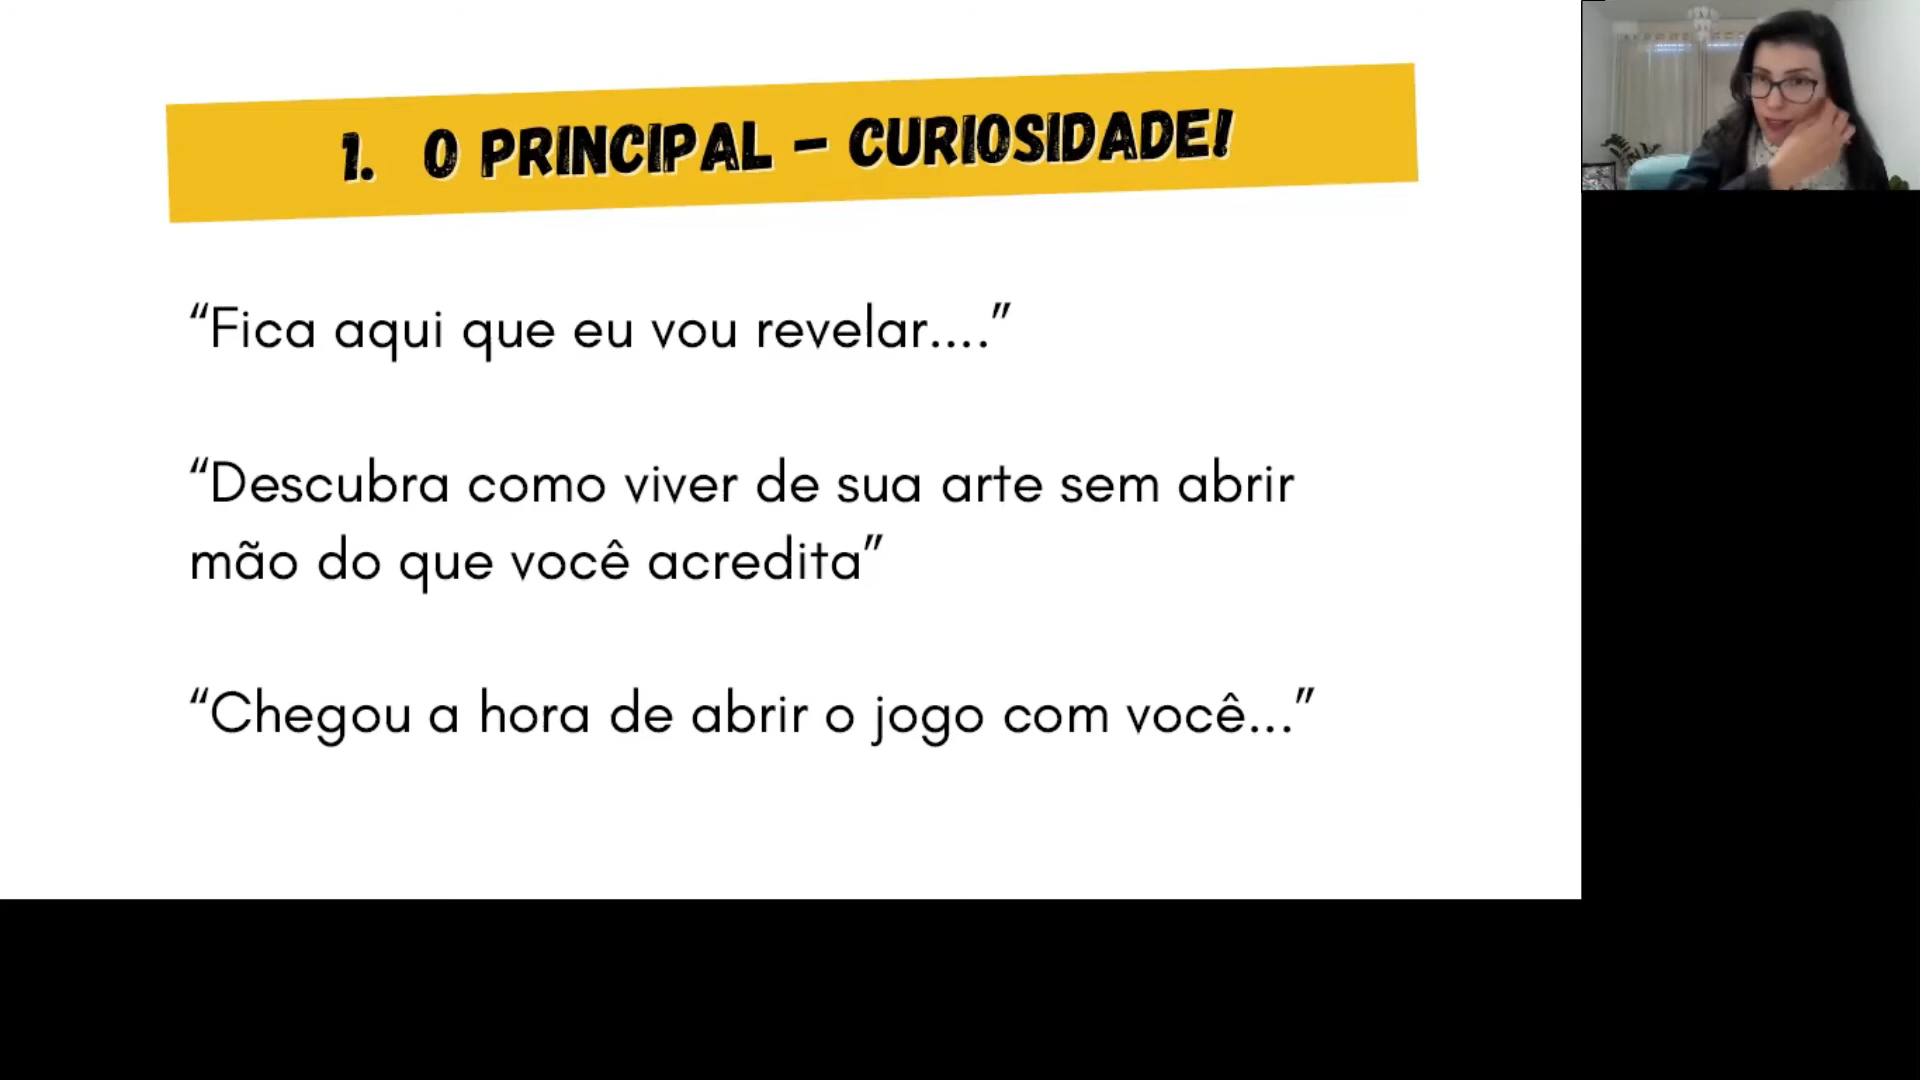 1. O PRINCIPAL – CURIOSIDADE!
“Fica aqui que eu vou revelar....”
“Descubra como viver de sua arte sem abrir
mão do que você acredita”
“Chegou a hora de abrir o jogo com você...”